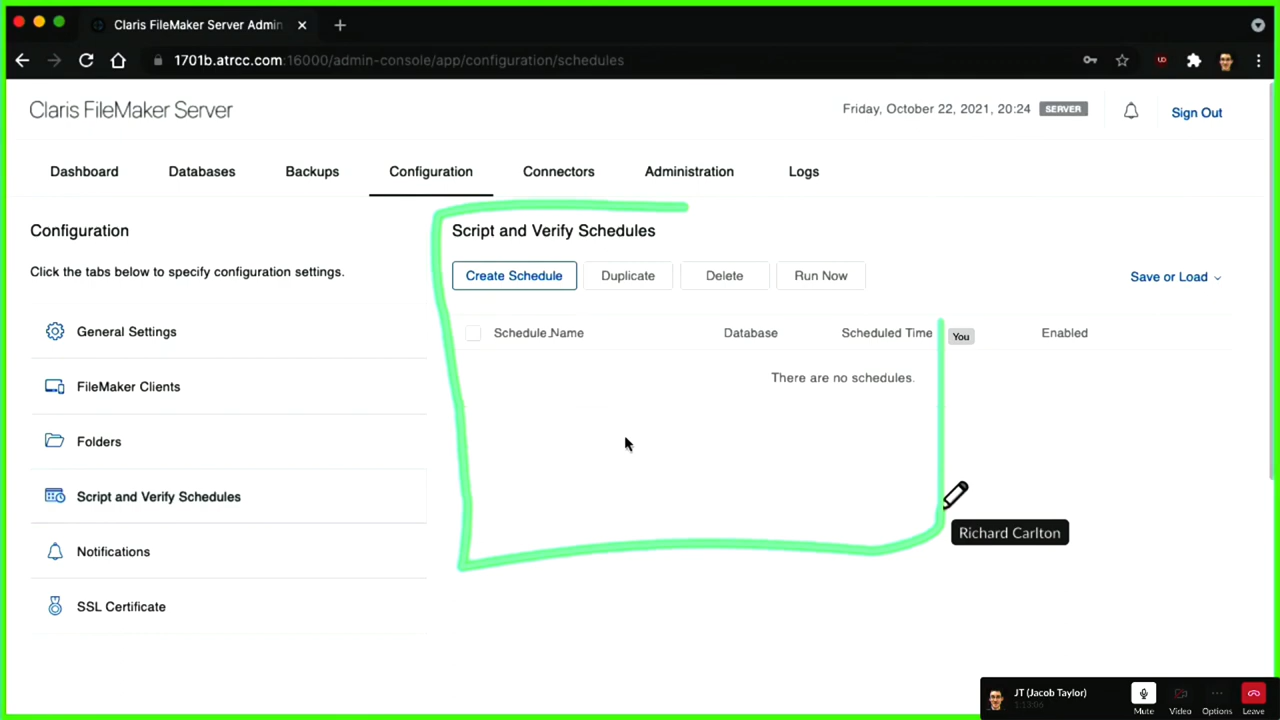 Claris FileMaker Server Admin
1701b.atrcc.com:16000/admin-console/app/configuration/schedules
Claris FileMaker Server
Friday, October 22, 2021, 20:24 SERVER Sign Out
Dashboard Databases Backups Configuration Connectors Administration Logs
Configuration
Click the tabs below to specify configuration settings.
General Settings
FileMaker Clients
Folders
Script and Verify Schedules
Notifications
SSL Certificate
Script and Verify Schedules
Create Schedule Duplicate Delete Run Now Save or Load
Schedule Name Database Scheduled Time You Enabled
There are no schedules.
Richard Carlton
JT (Jacob Taylor)
1:13:06
Mute Video Options Leave